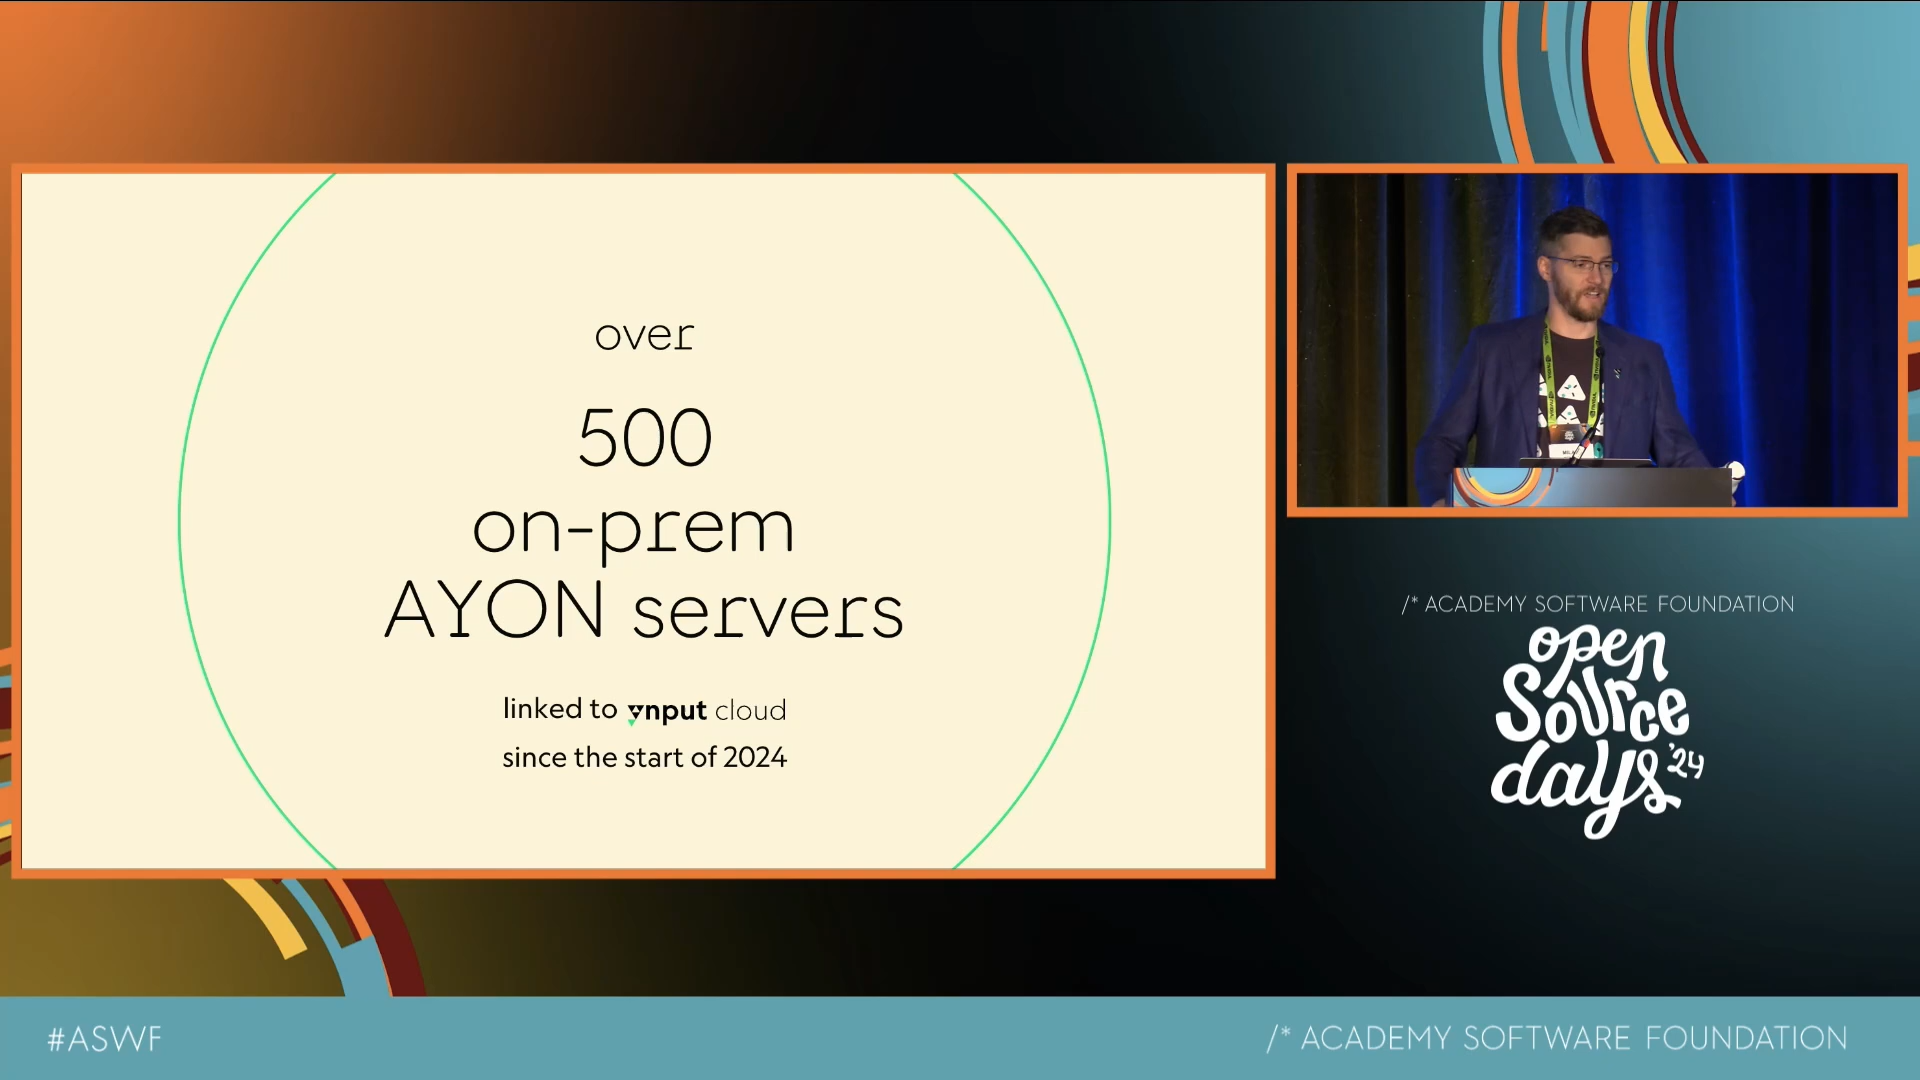 over
500
on-prem
AYON servers
linked to ynput cloud
since the start of 2024
/* ACADEMY SOFTWARE FOUNDATION
open
Source
days '24
#ASWF
/* ACADEMY SOFTWARE FOUNDATION